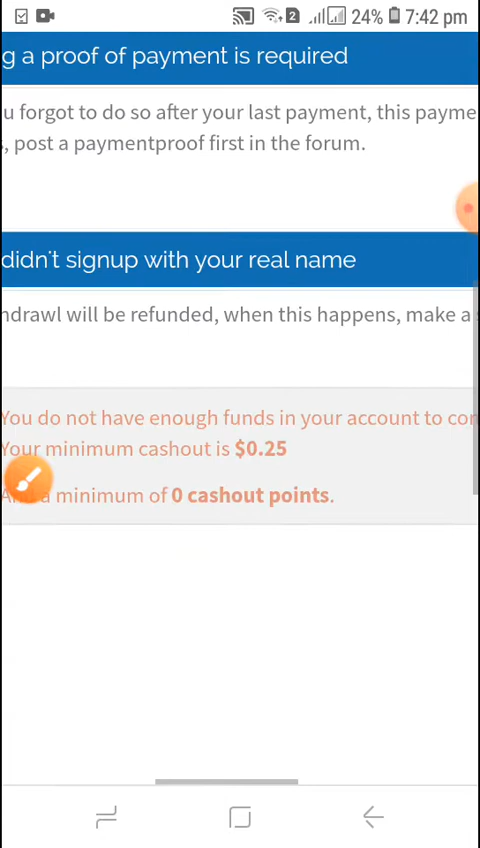 24% 7:42 pm
g a proof of payment is required
u forgot to do so after your last payment, this payme
, post a paymentproof first in the forum.
didn't signup with your real name
ndrawl will be refunded, when this happens, make a s
You do not have enough funds in your account to con
Your minimum cashout is $0.25
a minimum of 0 cashout points.